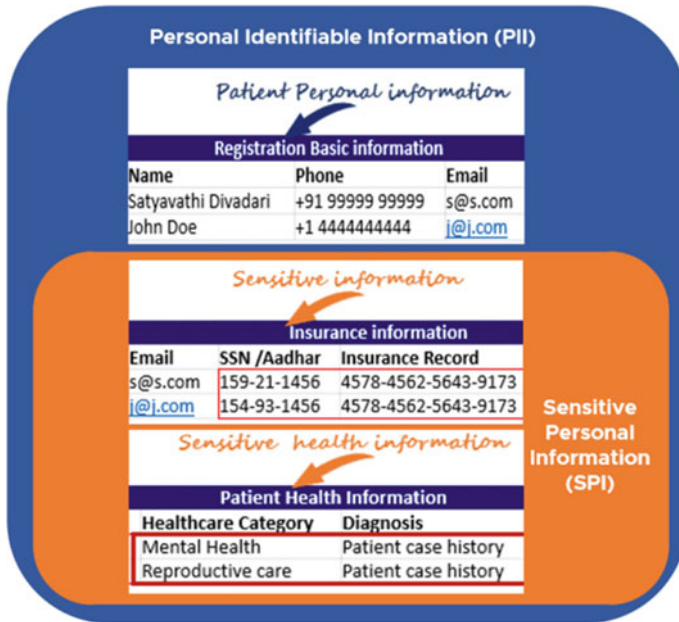 Personal Identifiable Information (PII)
Patient Personal information
Registration Basic information
Name Phone Email
Satyavathi Divadari +91 99999 99999 s@s.com
John Doe +1 4444444444 j@j.com
Sensitive information
Insurance information
Email SSN /Aadhar Insurance Record
s@s.com 159-21-1456 4578-4562-5643-9173
j@j.com 154-93-1456 4578-4562-5643-9173
Sensitive health information
Patient Health Information
Healthcare Category Diagnosis
Mental Health Patient case history
Reproductive care Patient case history
Sensitive
Personal
Information
(SPI)